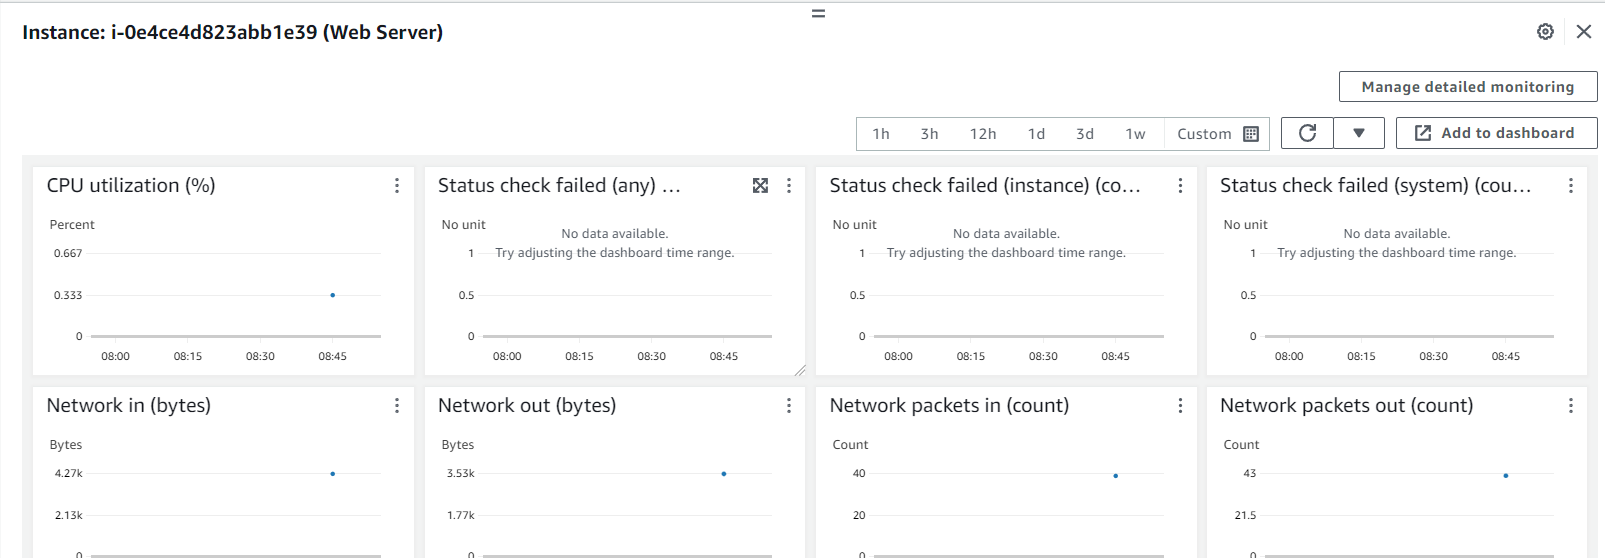 Instance: i-0e4ce4d823abb1e39 (Web Server)
Manage detailed monitoring
1h 3h 12h 1d 3d 1w Custom Add to dashboard
CPU utilization (%)
Percent
0.667
0.333
0
08:00 08:15 08:30 08:45
Status check failed (any) ...
No unit
No data available.
Try adjusting the dashboard time range.
1
0.5
0
08:00 08:15 08:30 08:45
Status check failed (instance) (co...
No unit
No data available.
Try adjusting the dashboard time range.
1
0.5
0
08:00 08:15 08:30 08:45
Status check failed (system) (cou...
No unit
No data available.
Try adjusting the dashboard time range.
1
0.5
0
08:00 08:15 08:30 08:45
Network in (bytes)
Bytes
4.27k
2.13k
0
Network out (bytes)
Bytes
3.53k
1.77k
0
Network packets in (count)
Count
40
20
0
Network packets out (count)
Count
43
21.5
0